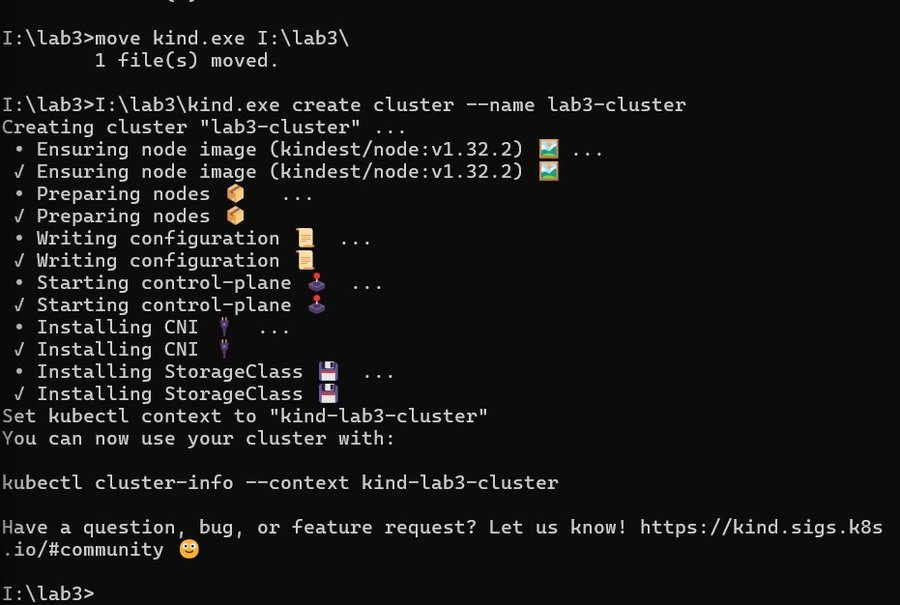 I:\lab3>move kind.exe I:\lab3\
        1 file(s) moved.
I:\lab3>I:\lab3\kind.exe create cluster --name lab3-cluster
Creating cluster "lab3-cluster" ...
 • Ensuring node image (kindest/node:v1.32.2) 🖼 ...
 ✓ Ensuring node image (kindest/node:v1.32.2) 🖼
 • Preparing nodes 📦 ...
 ✓ Preparing nodes 📦
 • Writing configuration 📜 ...
 ✓ Writing configuration 📜
 • Starting control-plane 🕹 ...
 ✓ Starting control-plane 🕹
 • Installing CNI 🔌 ...
 ✓ Installing CNI 🔌
 • Installing StorageClass 💾 ...
 ✓ Installing StorageClass 💾
Set kubectl context to "kind-lab3-cluster"
You can now use your cluster with:
kubectl cluster-info --context kind-lab3-cluster
Have a question, bug, or feature request? Let us know! https://kind.sigs.k8s
.io/#community 🙂
I:\lab3>